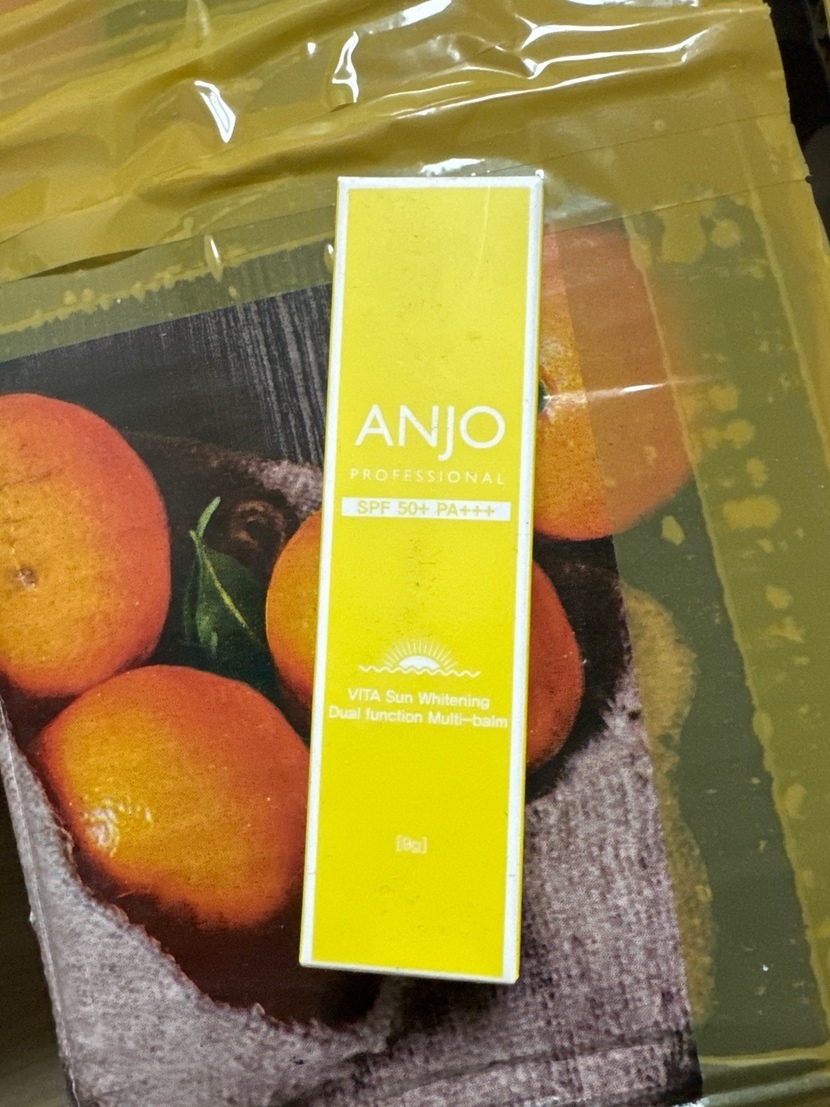 ANJO
PROFESSIONAL
SPF 50+ PA+++
VITA Sun Whitening
Dual function Multi-balm
[9g]